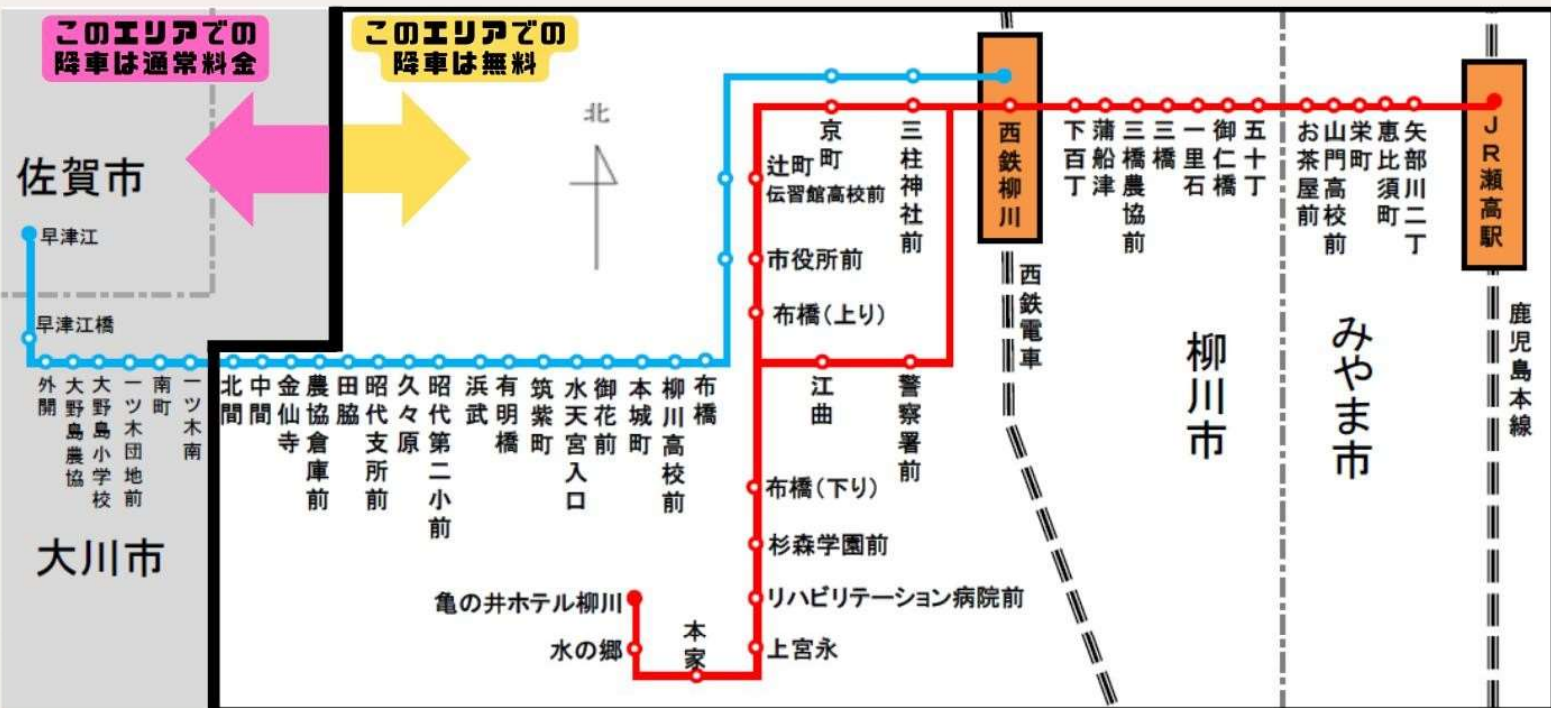 このエリアでの
降車は通常料金
このエリアでの
降車は無料
北
佐賀市
早津江
早津江橋
外開
大野島農協
大野島小学校
一ツ木団地前
南町
一ツ木南
大川市
北間
中間
金仙寺
農協倉庫前
田脇
昭代支所前
久々原
昭代第二小前
浜武
有明橋
筑紫町
水天宮入口
御花前
本城町
柳川高校前
布橋
京町
三柱神社前
辻町
伝習館高校前
市役所前
布橋(上り)
江曲
警察署前
布橋(下り)
杉森学園前
リハビリテーション病院前
上宮永
本家
水の郷
亀の井ホテル柳川
西鉄柳川
西鉄電車
下百丁
蒲船津
三橋農協前
三橋
一里石
御仁橋
五十丁
柳川市
お茶屋前
山門高校前
栄町
恵比須町
矢部川二丁
みやま市
JR瀬高駅
鹿児島本線